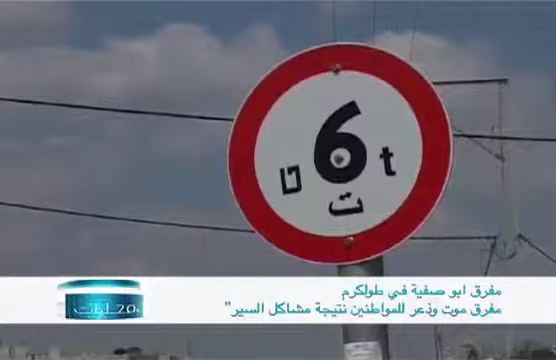 6
ט t
ت
مفرق ابو صفية في طولكرم
مفرق موت وذعر للمواطنين نتيجة مشاكل السير"